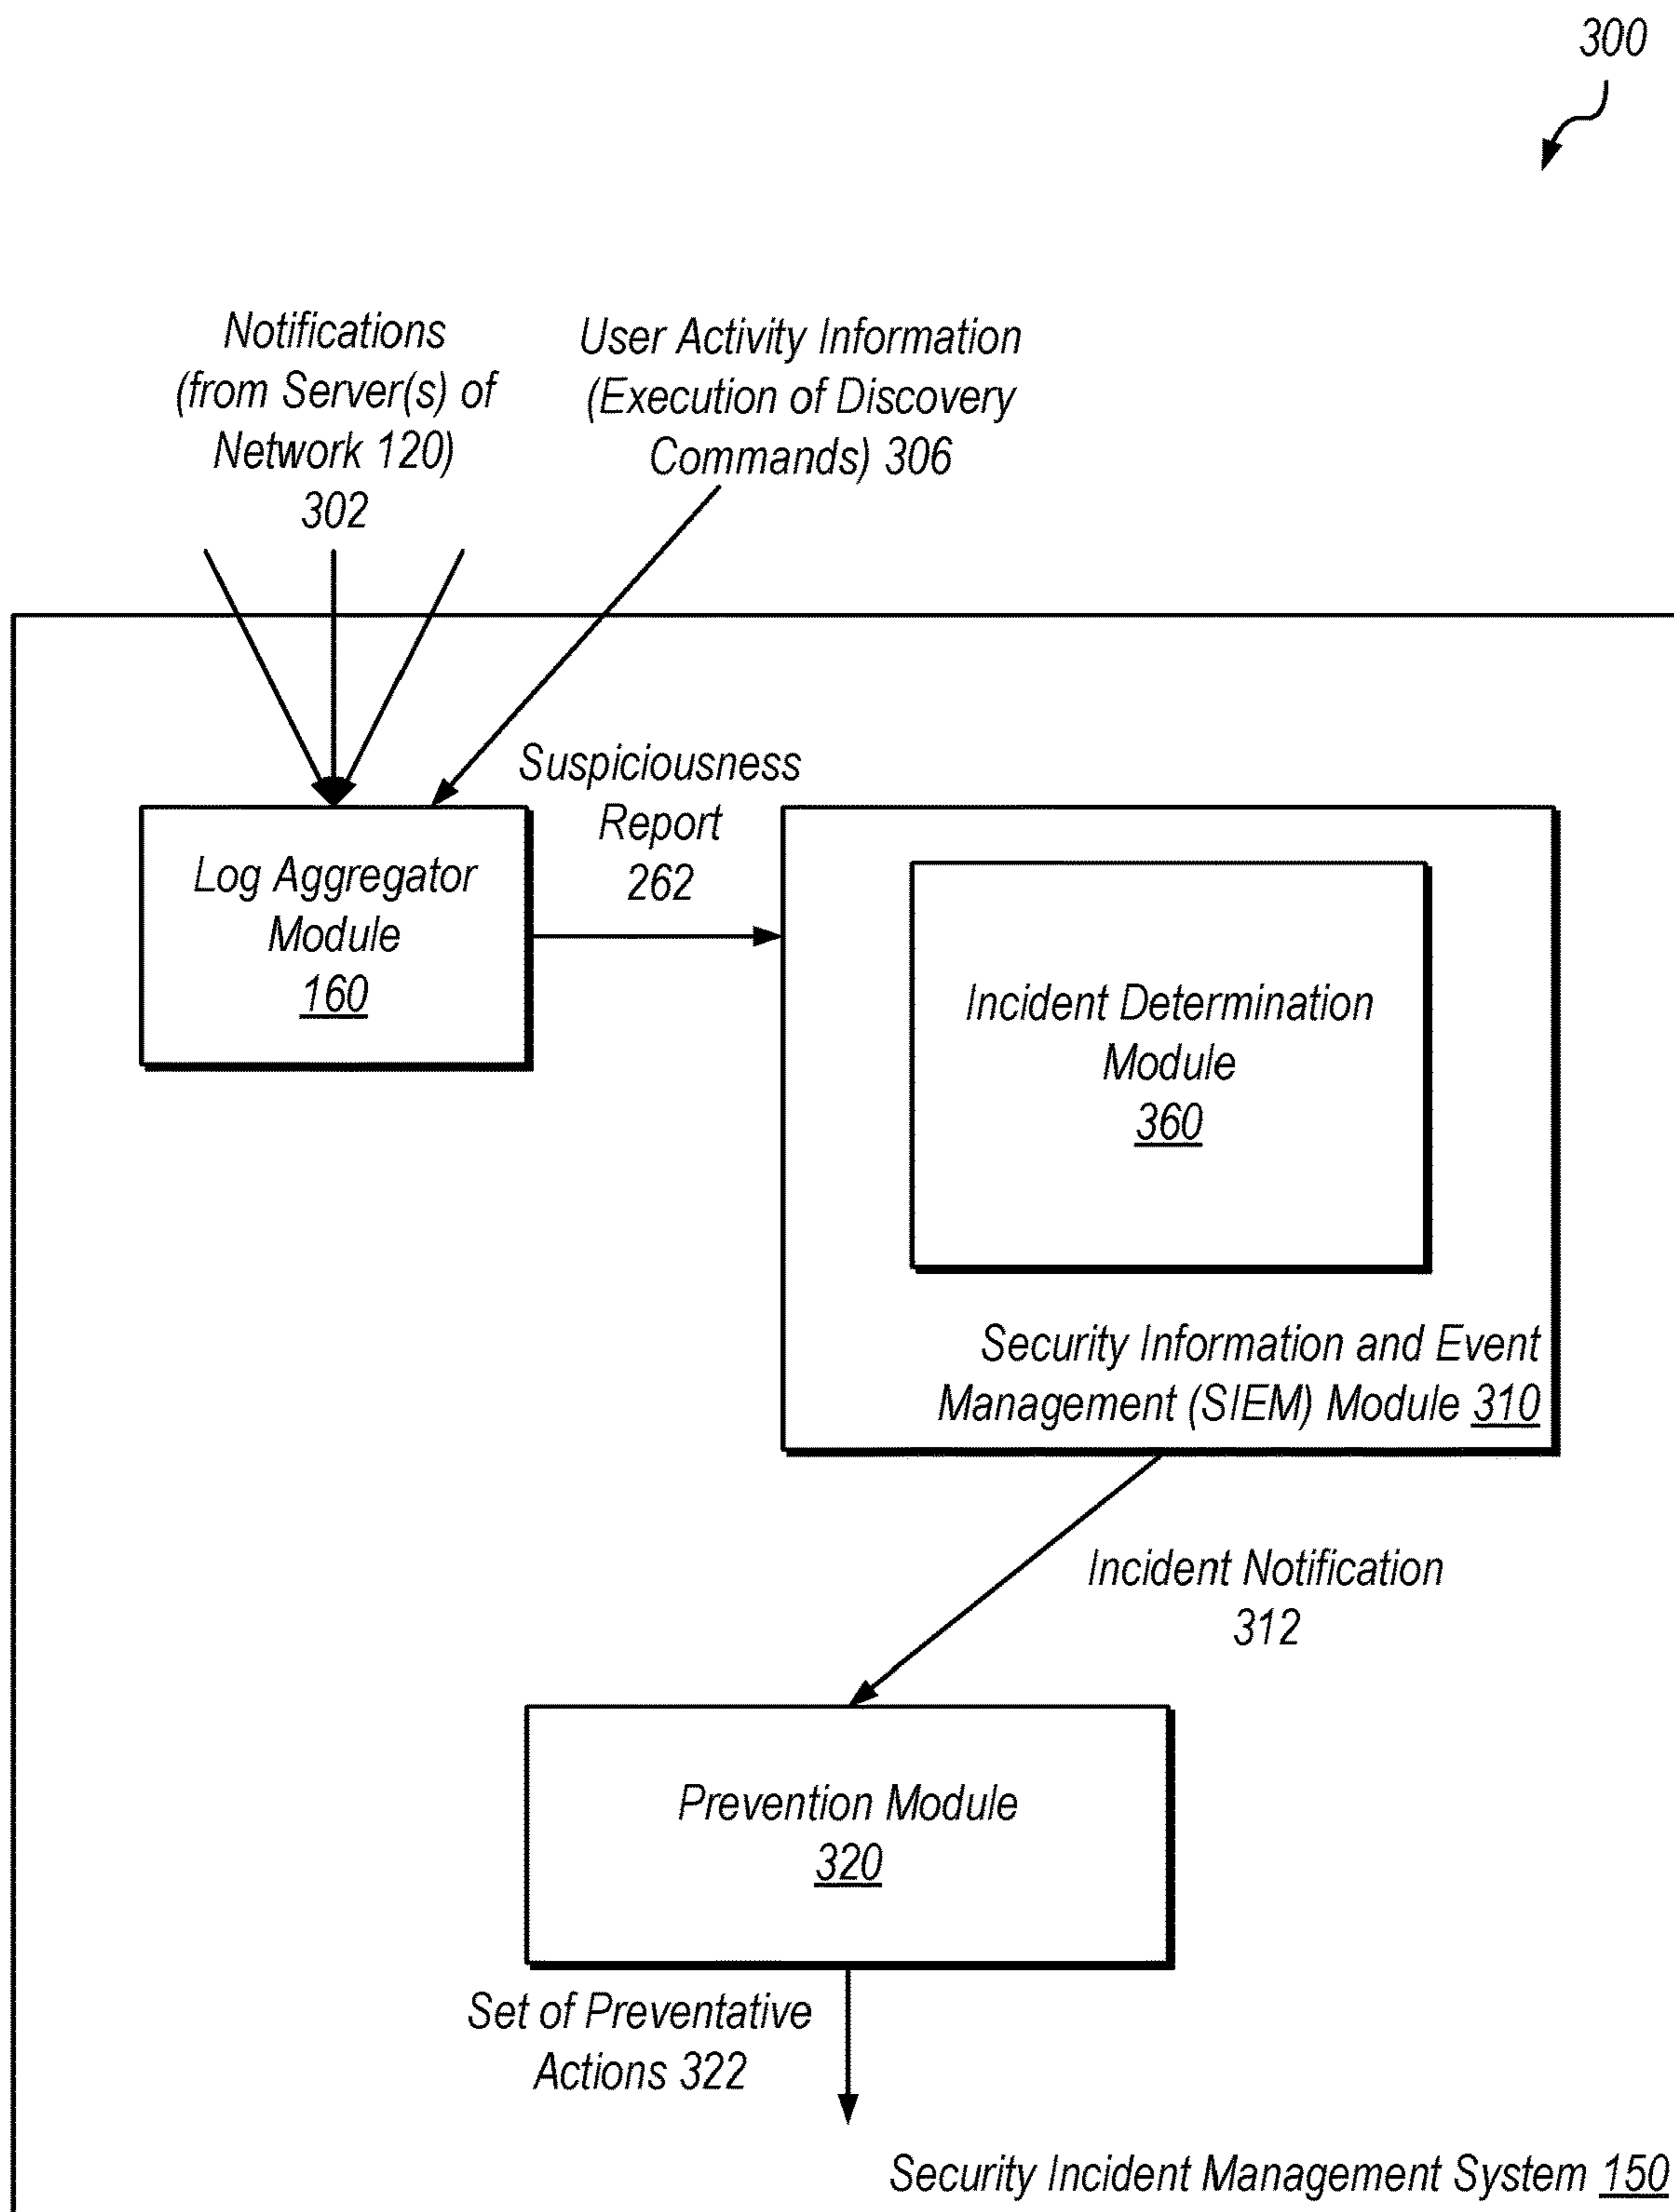 300
Notifications
(from Server(s) of
Network 120)
302
User Activity Information
(Execution of Discovery
Commands) 306
Suspiciousness
Report
262
Log Aggregator
Module
160
Incident Determination
Module
360
Security Information and Event
Management (SIEM) Module 310
Incident Notification
312
Prevention Module
320
Set of Preventative
Actions 322
Security Incident Management System 150